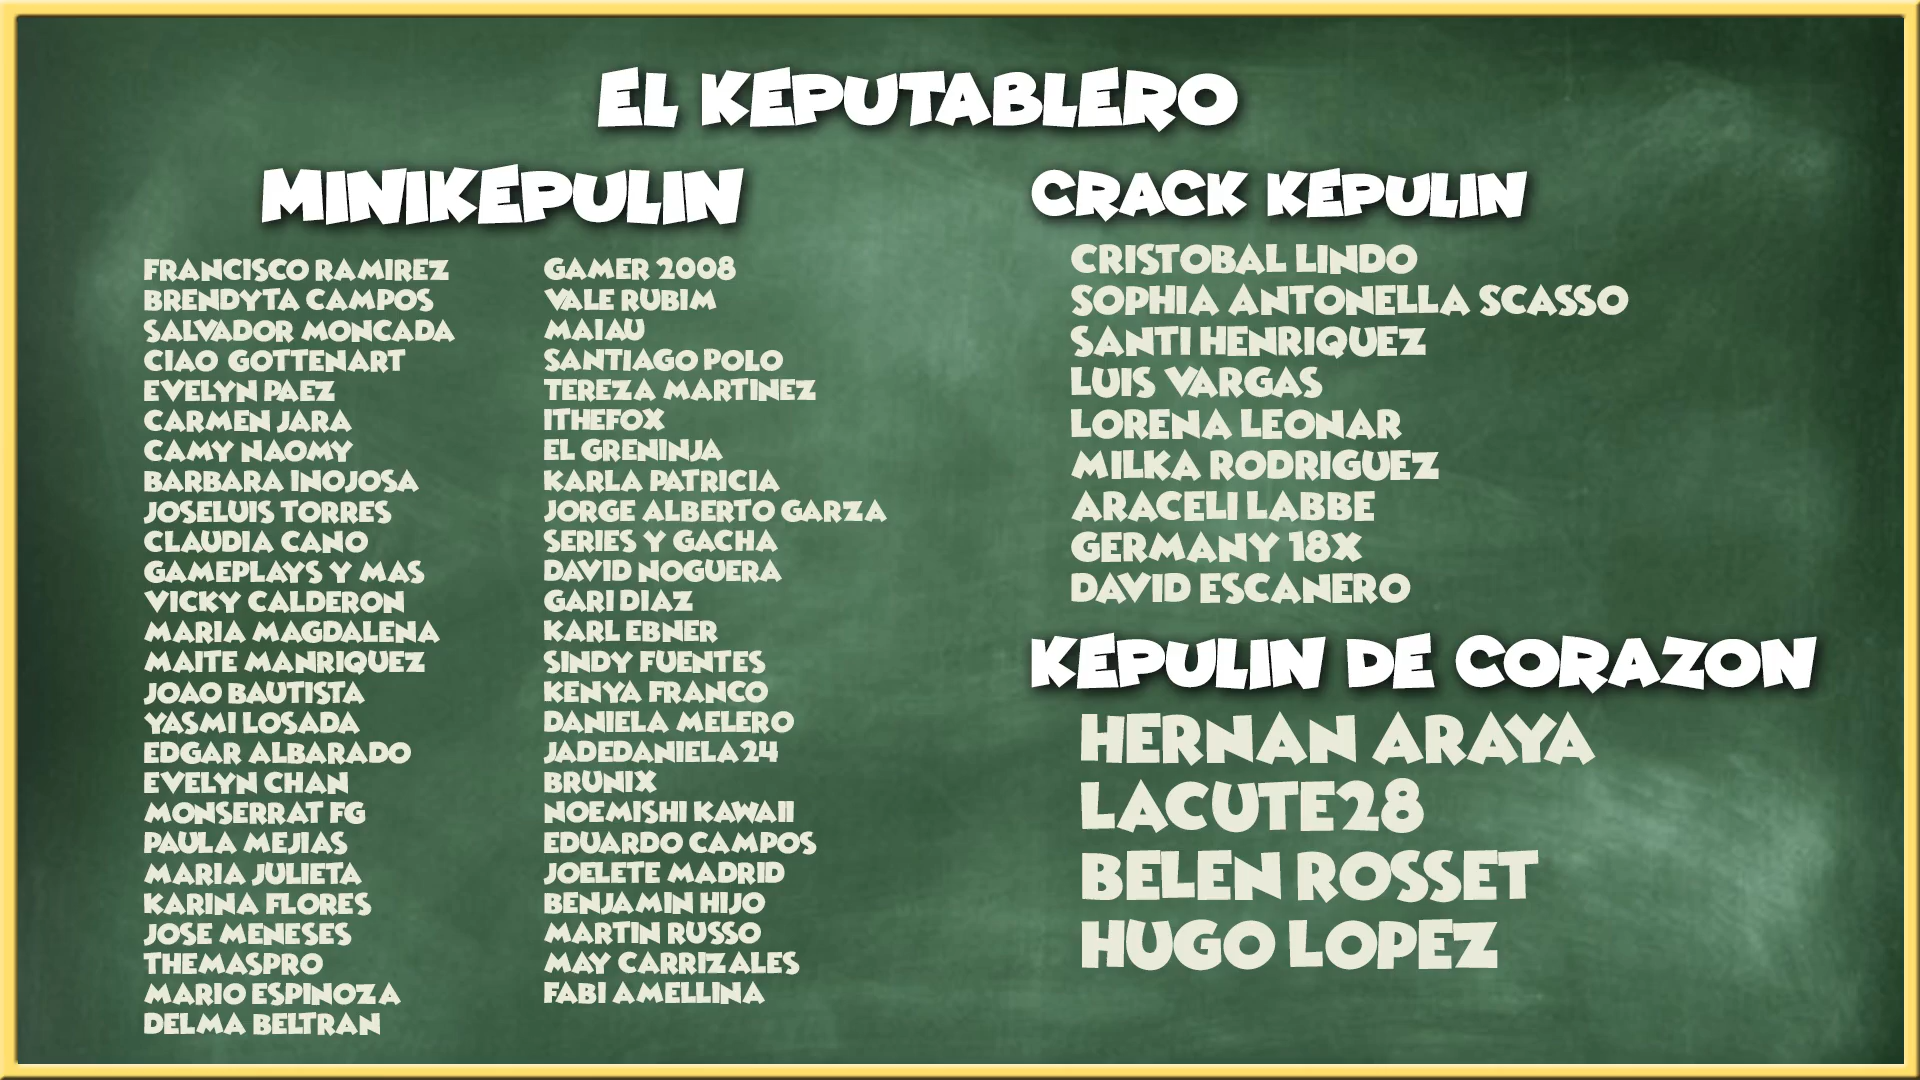 EL KEPUTABLERO
MINIKEPULIN
FRANCISCO RAMIREZ
BRENDYTA CAMPOS
SALVADOR MONCADA
CIAO GOTTENART
EVELYN PAEZ
CARMEN JARA
CAMY NAOMY
BARBARA INOJOSA
JOSELUIS TORRES
CLAUDIA CANO
GAMEPLAYS Y MAS
VICKY CALDERON
MARIA MAGDALENA
MAITE MANRIQUEZ
JOAO BAUTISTA
YASMI LOSADA
EDGAR ALBARADO
EVELYN CHAN
MONSERRAT FG
PAULA MEJIAS
MARIA JULIETA
KARINA FLORES
JOSE MENESES
THEMASPRO
MARIO ESPINOZA
DELMA BELTRAN
GAMER 2008
VALE RUBIM
MAIAU
SANTIAGO POLO
TEREZA MARTINEZ
ITHEFOX
EL GRENINJA
KARLA PATRICIA
JORGE ALBERTO GARZA
SERIES Y GACHA
DAVID NOGUERA
GARI DIAZ
KARL EBNER
SINDY FUENTES
KENYA FRANCO
DANIELA MELERO
JADEDANIELA24
BRUNIX
NOEMISHI KAWAII
EDUARDO CAMPOS
JOELETE MADRID
BENJAMIN HIJO
MARTIN RUSSO
MAY CARRIZALES
FABI AMELLINA
CRACK KEPULIN
CRISTOBAL LINDO
SOPHIA ANTONELLA SCASSO
SANTI HENRIQUEZ
LUIS VARGAS
LORENA LEONAR
MILKA RODRIGUEZ
ARACELI LABBE
GERMANY 18X
DAVID ESCANERO
KEPULIN DE CORAZON
HERNAN ARAYA
LACUTE28
BELEN ROSSET
HUGO LOPEZ